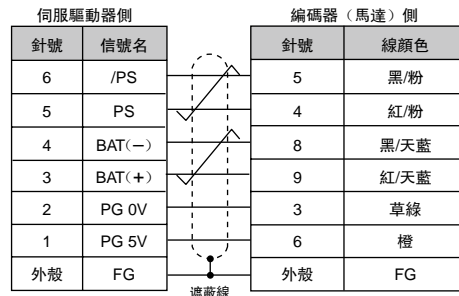 伺服驅動器側 編碼器（馬達）側
針號 信號名 針號 線顏色
6 /PS 5 黑/粉
5 PS 4 紅/粉
4 BAT(－) 8 黑/天藍
3 BAT(＋) 9 紅/天藍
2 PG 0V 3 草綠
1 PG 5V 6 橙
外殼 FG 外殼 FG
遮蔽線